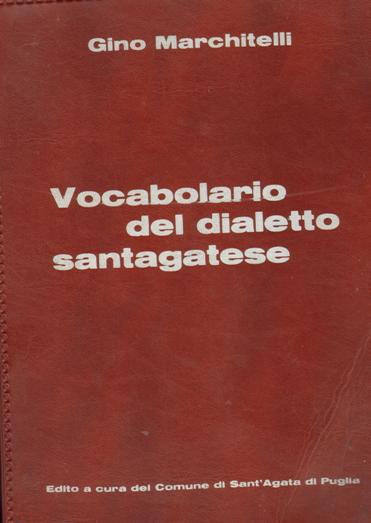 Gino Marchitelli
Vocabolario
del dialetto
santagatese
Edito a cura del Comune di Sant'Agata di Puglia